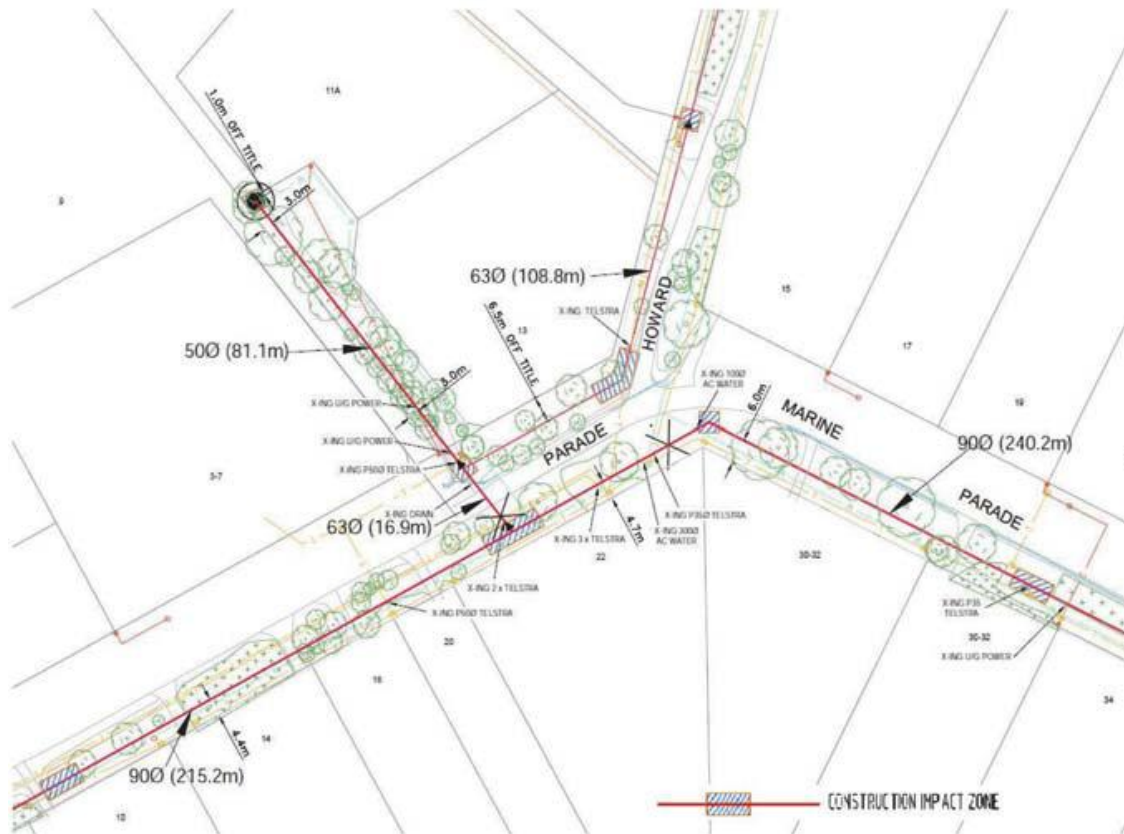 11A
1.0m OFF TITLE
3.0m
9
63Ø (108.8m)
HOWARD
15
X-ING TELSTRA
6.5m OFF TITLE
13
17
50Ø (81.1m)
X-ING 100Ø
AC WATER
5.0m
6.0m
MARINE
19
X-ING U/G POWER
90Ø (240.2m)
X-ING U/G POWER
PARADE
X-ING P50Ø TELSTRA
3-7
PARADE
X-ING DRAIN
63Ø (16.9m)
X-ING P35Ø TELSTRA
4.7m
X-ING 300Ø
AC WATER
X-ING 3 x TELSTRA
22
30-32
X-ING 2 x TELSTRA
X-ING P50Ø TELSTRA
X-ING P35
TELSTRA
20
30-32
X-ING U/G POWER
18
34
4.4m
14
90Ø (215.2m)
CONSTRUCTION IMPACT ZONE